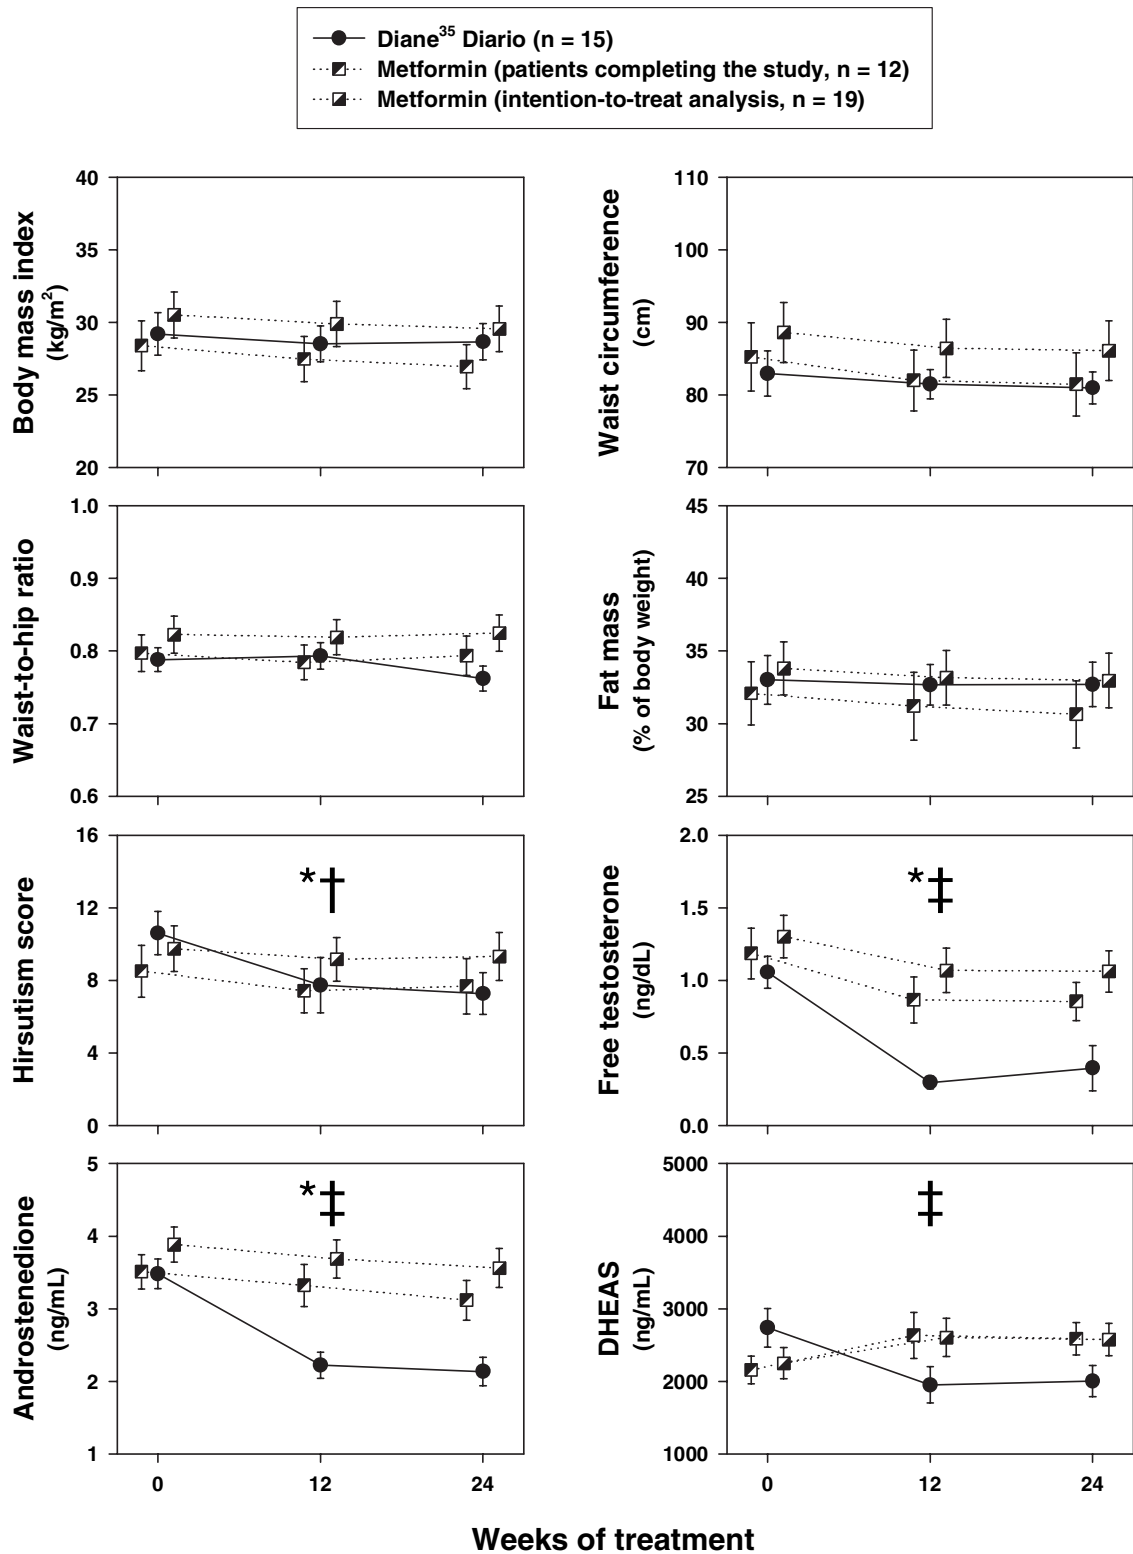 Diane35 Diario (n = 15)
Metformin (patients completing the study, n = 12)
Metformin (intention-to-treat analysis, n = 19)
Body mass index
(kg/m2)
40
35
30
25
20
Waist circumference
(cm)
110
100
90
80
70
Waist-to-hip ratio
1.0
0.9
0.8
0.7
0.6
Fat mass
(% of body weight)
45
40
35
30
25
Hirsutism score
16
12
8
4
0
*†
Free testosterone
(ng/dL)
2.0
1.5
1.0
0.5
0.0
*‡
Androstenedione
(ng/mL)
5
4
3
2
1
*‡
0
12
24
DHEAS
(ng/mL)
5000
4000
3000
2000
1000
‡
0
12
24
Weeks of treatment